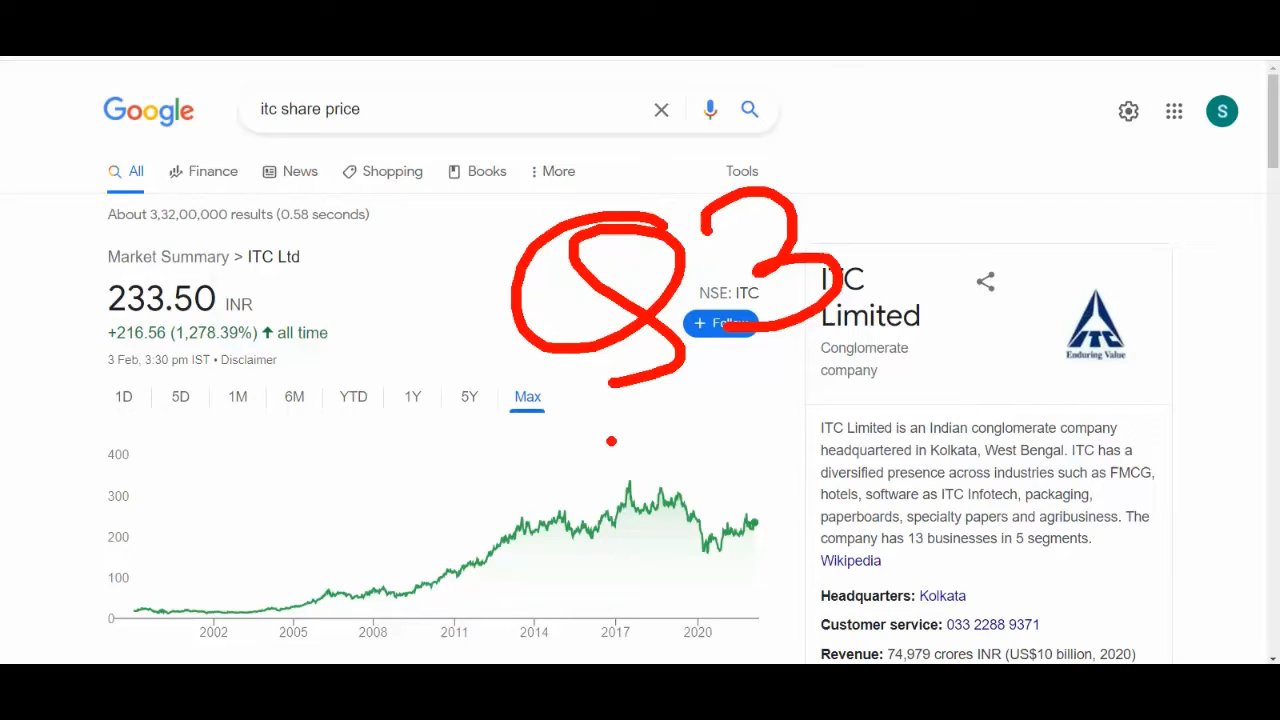 Google
itc share price
S
All Finance News Shopping Books More Tools
About 3,32,00,000 results (0.58 seconds)
Market Summary > ITC Ltd
233.50 INR
+216.56 (1,278.39%) all time
3 Feb, 3:30 pm IST • Disclaimer
NSE: ITC
+ Follow
83
1D 5D 1M 6M YTD 1Y 5Y Max
400
300
200
100
0
2002 2005 2008 2011 2014 2017 2020
ITC
Limited
Conglomerate
company
ITC
Enduring Value
ITC Limited is an Indian conglomerate company
headquartered in Kolkata, West Bengal. ITC has a
diversified presence across industries such as FMCG,
hotels, software as ITC Infotech, packaging,
paperboards, specialty papers and agribusiness. The
company has 13 businesses in 5 segments.
Wikipedia
Headquarters: Kolkata
Customer service: 033 2288 9371
Revenue: 74,979 crores INR (US$10 billion, 2020)